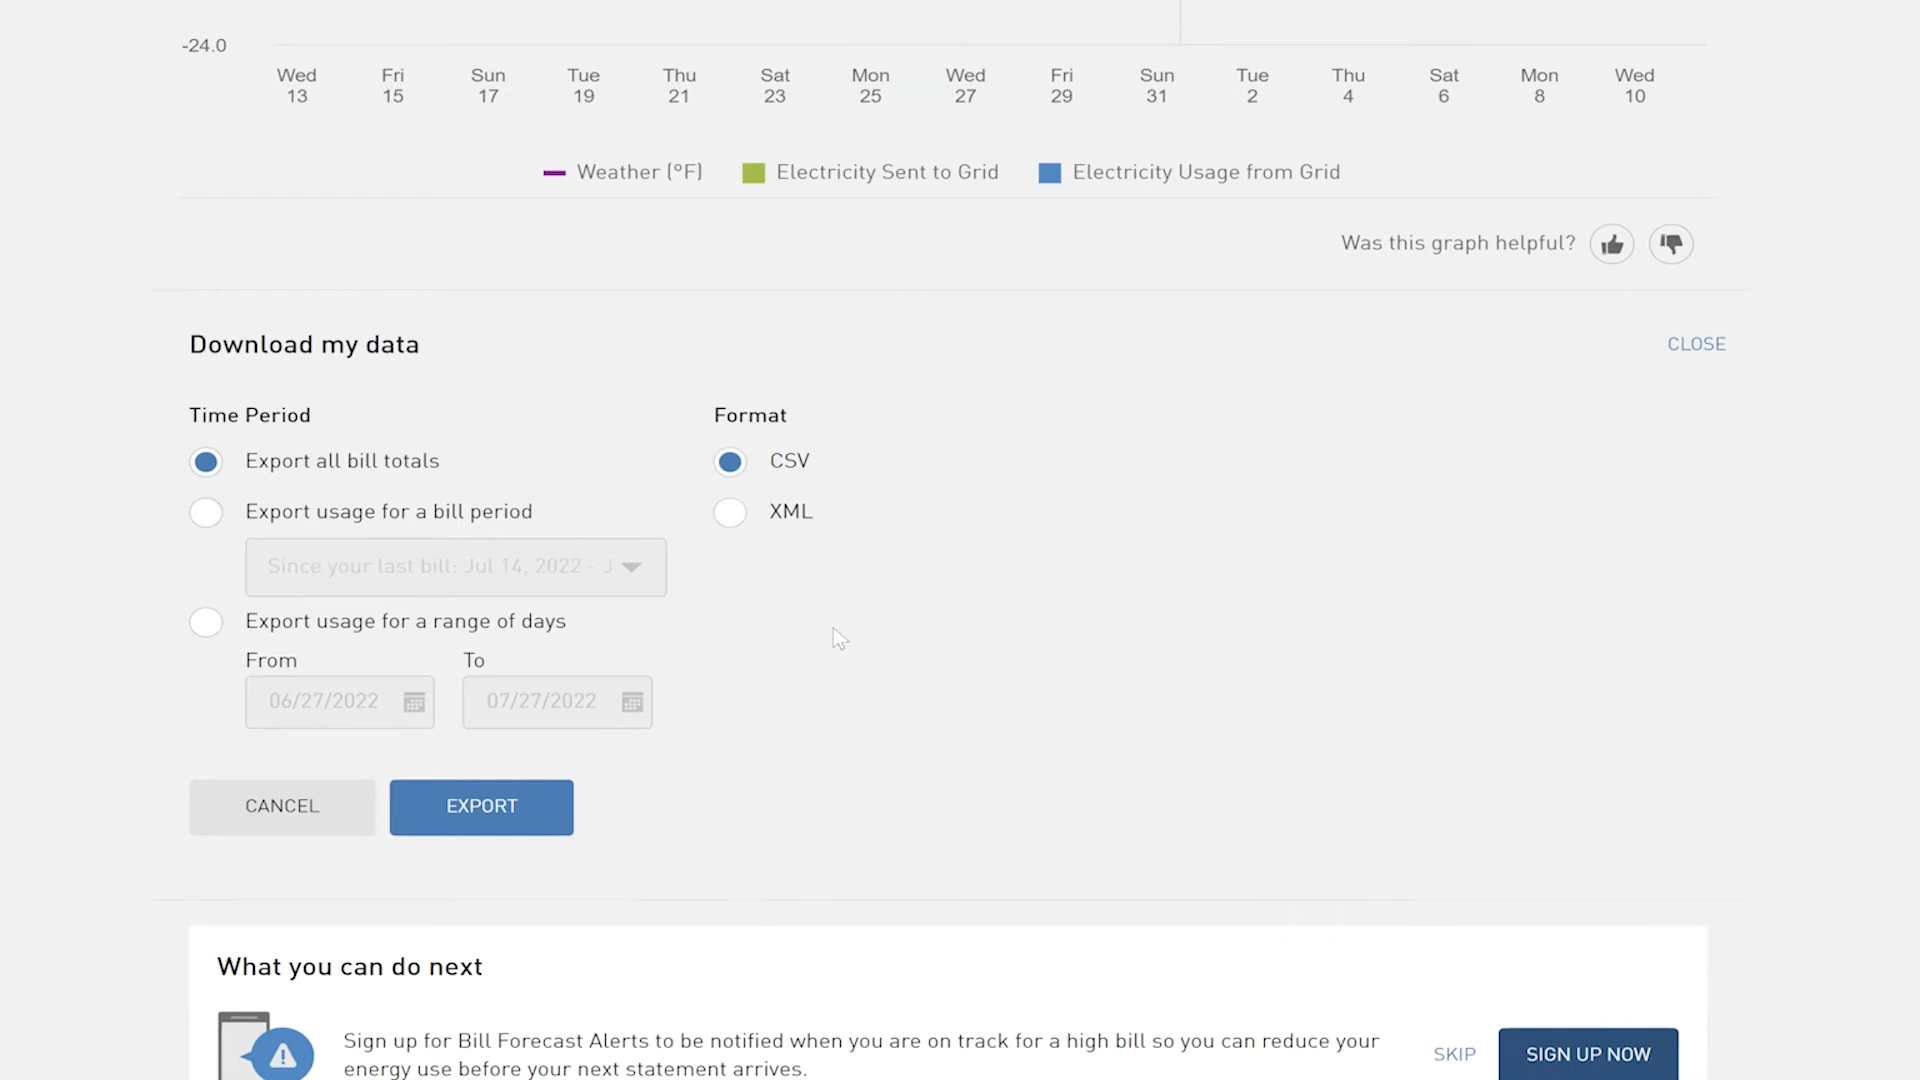 -24.0
Wed Fri Sun Tue Thu Sat Mon Wed Fri Sun Tue Thu Sat Mon Wed
13 15 17 19 21 23 25 27 29 31 2 4 6 8 10
Weather (°F) Electricity Sent to Grid Electricity Usage from Grid
Was this graph helpful?
Download my data CLOSE
Time Period Format
Export all bill totals CSV
Export usage for a bill period XML
Since your last bill: Jul 14, 2022 - J
Export usage for a range of days
From To
06/27/2022 07/27/2022
CANCEL EXPORT
What you can do next
Sign up for Bill Forecast Alerts to be notified when you are on track for a high bill so you can reduce your
energy use before your next statement arrives.
SKIP SIGN UP NOW